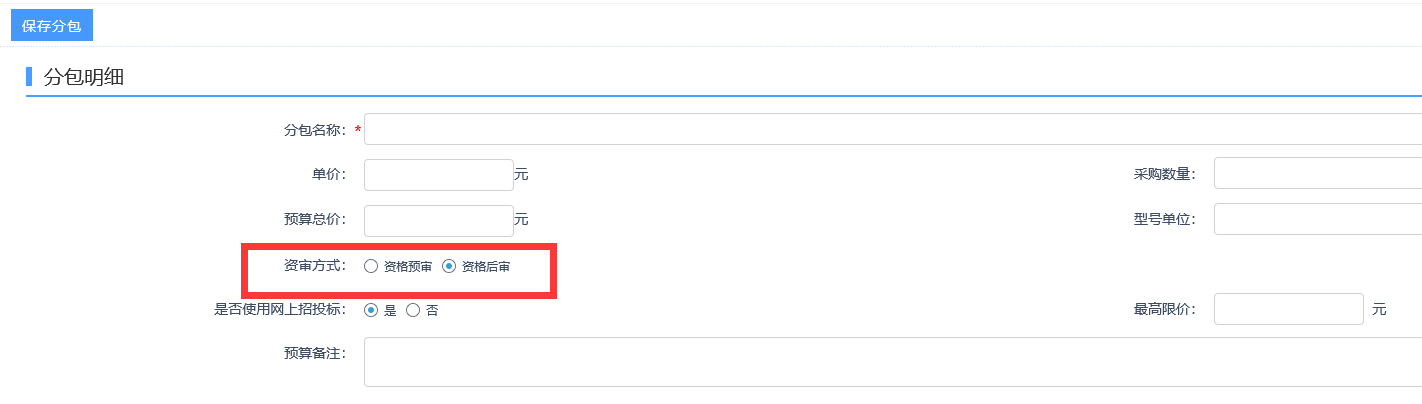 保存分包
分包明细
分包名称：*
单价： 元 采购数量：
预算总价： 元 型号单位：
资审方式： 资格预审 资格后审
是否使用网上招投标： 是 否 最高限价： 元
预算备注：